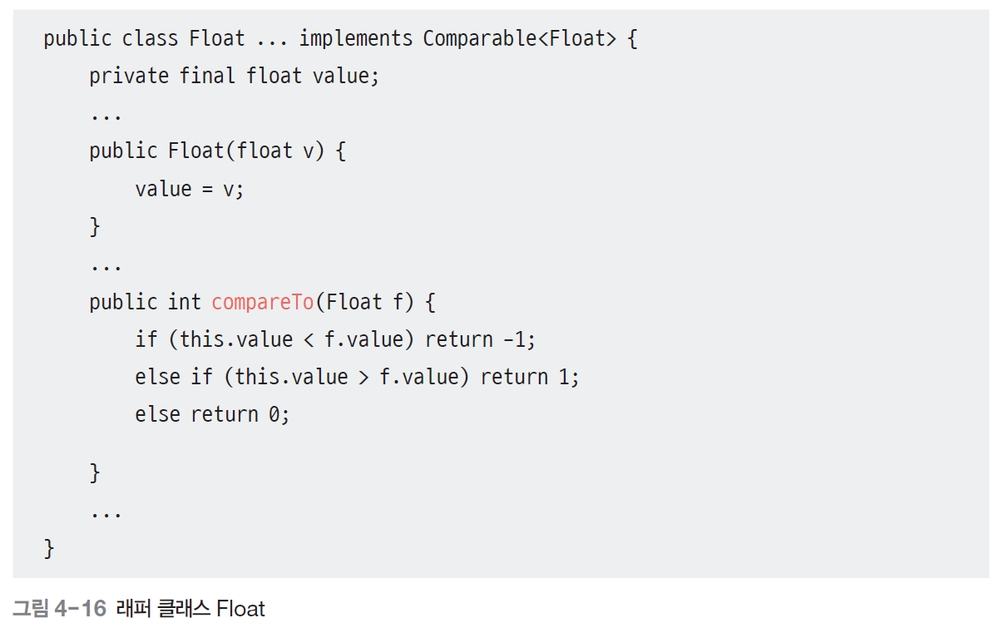 public class Float ... implements Comparable<Float> {
private final float value;
...
public Float(float v) {
value = v;
}
...
public int compareTo(Float f) {
if (this.value < f.value) return -1;
else if (this.value > f.value) return 1;
else return 0;
}
...
}
그림 4-16 래퍼 클래스 Float